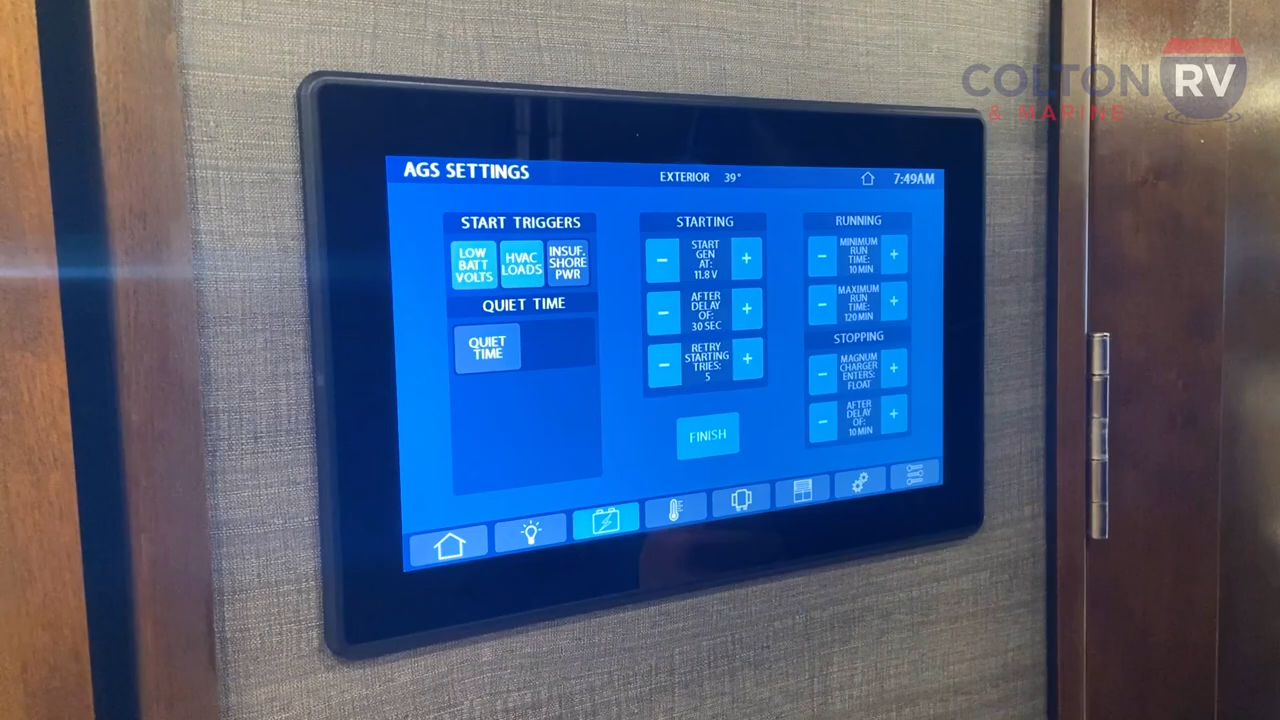 COLTON RV
& MARINE
AGS SETTINGS
EXTERIOR 39°
7:49AM
START TRIGGERS
LOW
BATT
VOLTS
HVAC
LOADS
INSUF.
SHORE
PWR
QUIET TIME
QUIET
TIME
STARTING
−
START
GEN
AT:
11.8 V
+
−
AFTER
DELAY
OF:
30 SEC
+
−
RETRY
STARTING
TRIES:
5
+
FINISH
RUNNING
−
MINIMUM
RUN
TIME:
10 MIN
+
−
MAXIMUM
RUN
TIME:
120 MIN
+
STOPPING
−
MAGNUM
CHARGER
ENTERS:
FLOAT
+
−
AFTER
DELAY
OF:
10 MIN
+